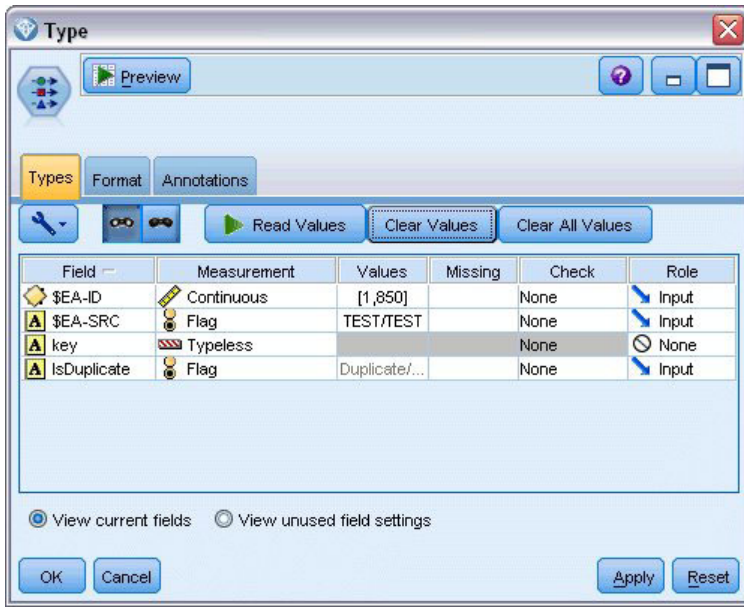 Type
Preview
?
Types Format Annotations
Read Values Clear Values Clear All Values
Field Measurement Values Missing Check Role
$EA-ID Continuous [1,850] None Input
A $EA-SRC Flag TEST/TEST None Input
A key Typeless None None
A IsDuplicate Flag Duplicate/... None Input
View current fields View unused field settings
OK Cancel Apply Reset